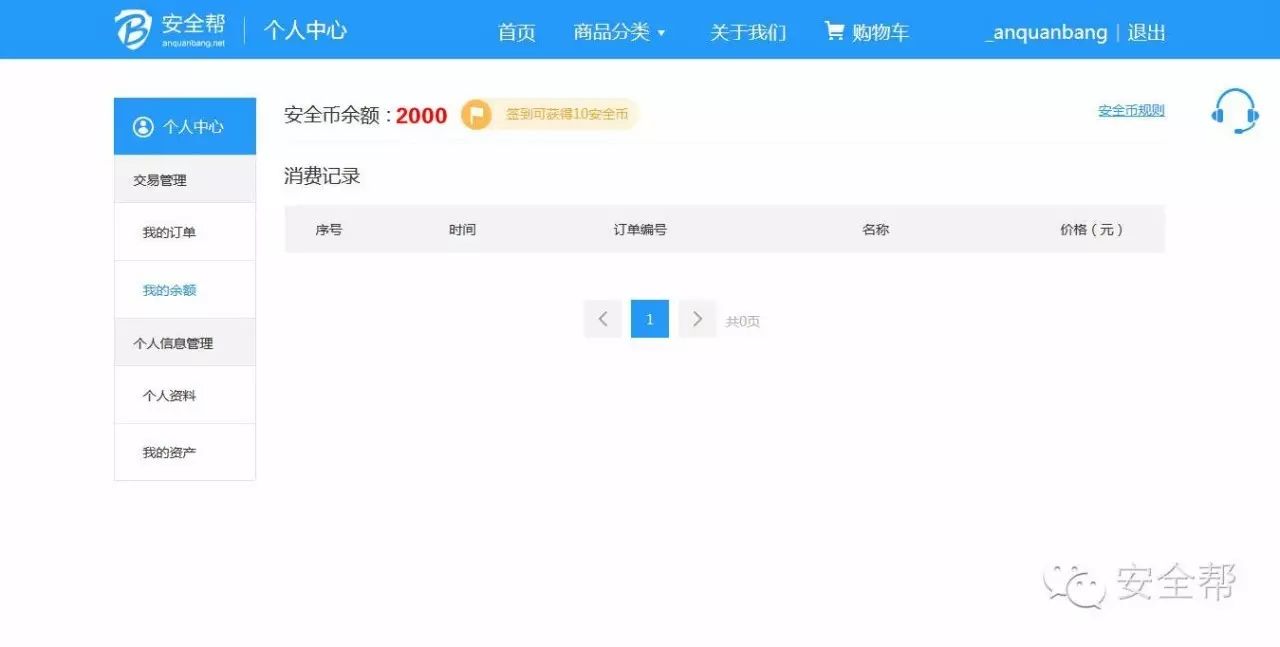 安全帮
anquanbang.net
个人中心
首页 商品分类 关于我们 购物车
_anquanbang | 退出
个人中心
交易管理
我的订单
我的余额
个人信息管理
个人资料
我的资产
安全币余额 : 2000 签到可获得10安全币
安全币规则
消费记录
序号 时间 订单编号 名称 价格 ( 元 )
1 共0页
安全帮